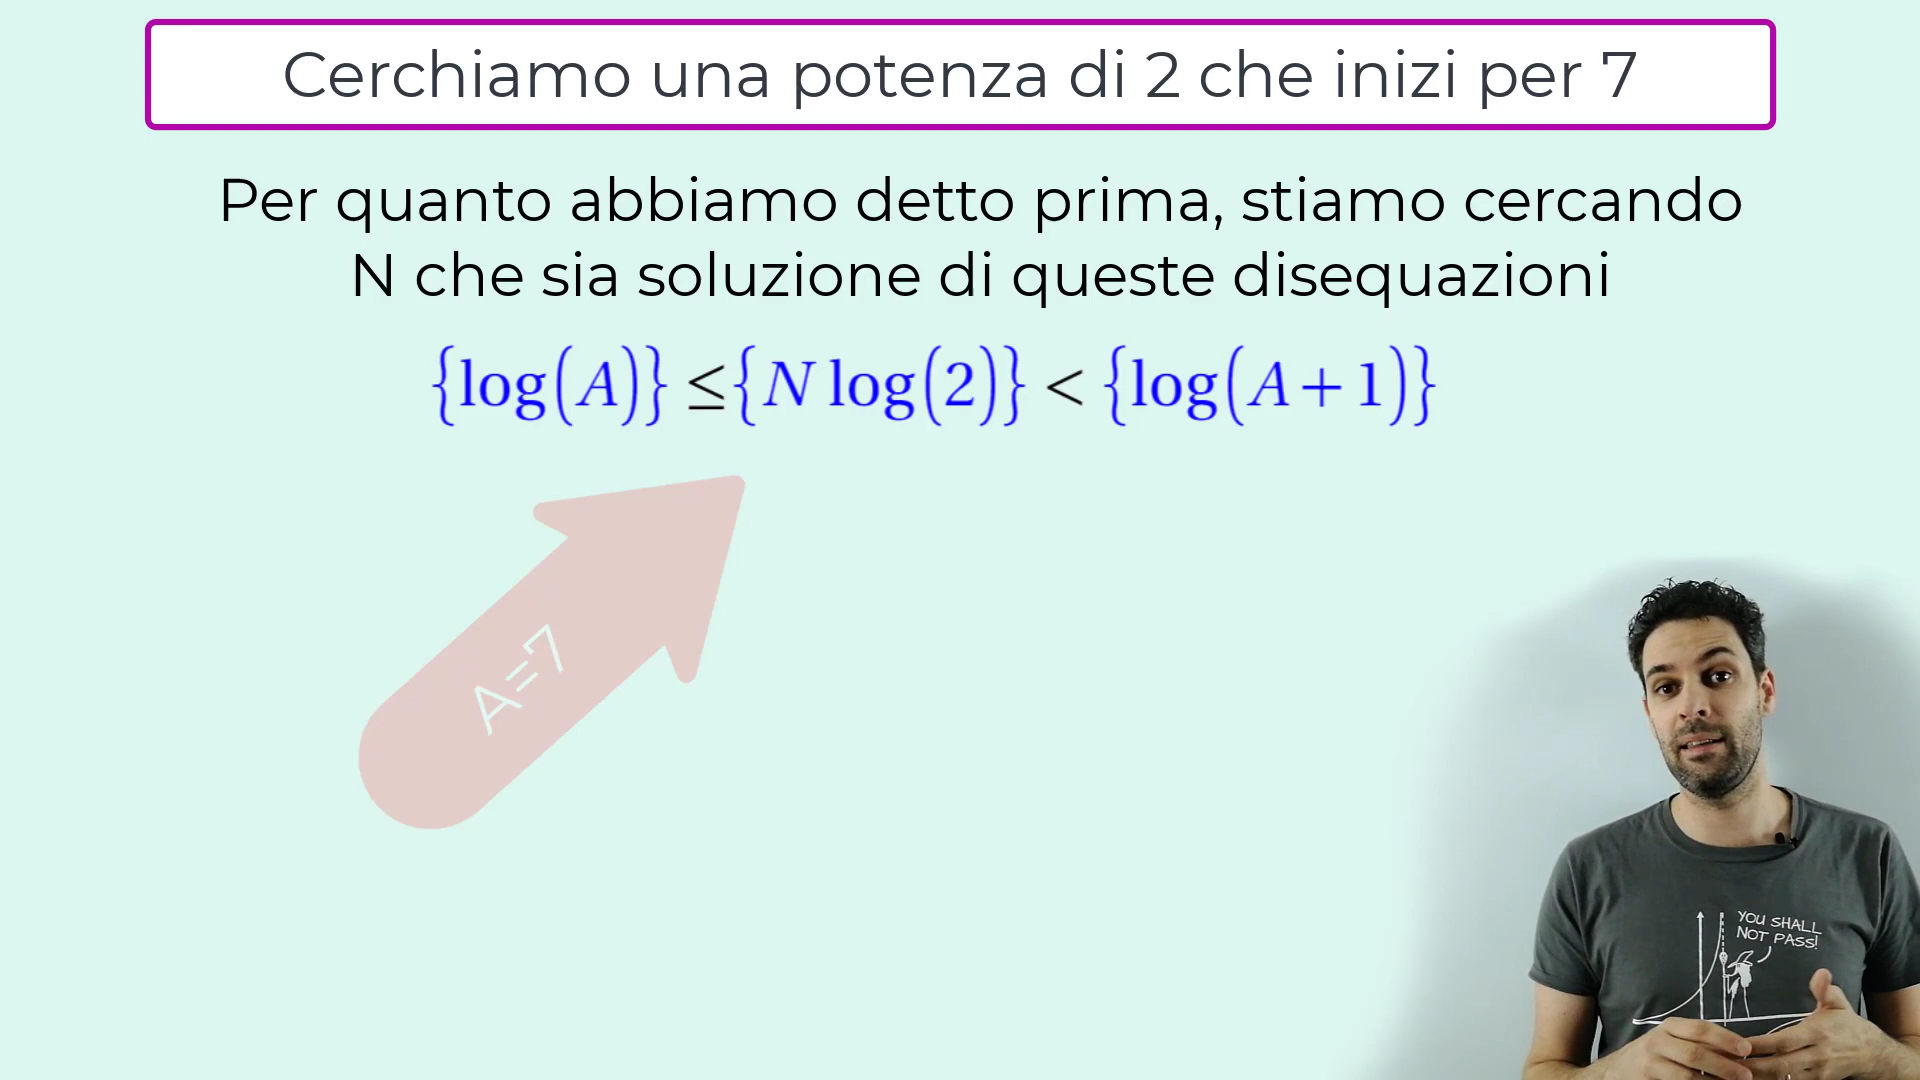 Cerchiamo una potenza di 2 che inizi per 7
Per quanto abbiamo detto prima, stiamo cercando
N che sia soluzione di queste disequazioni
{log(A)} ≤ {N log(2)} < {log(A+1)}
A=7
YOU SHALL
NOT PASS!